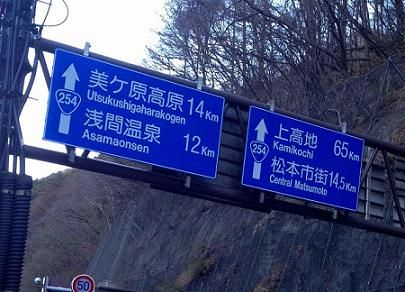 美ケ原高原 14Km
Utsukushigaharakogen
254
浅間温泉 12Km
Asamaonsen
上高地 65Km
Kamikochi
254
松本市街 14.5Km
Central Matsumoto
50